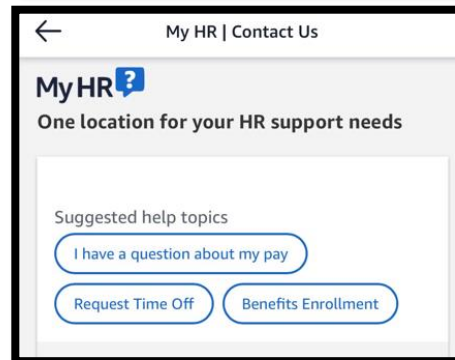 My HR | Contact Us
My HR ?
One location for your HR support needs
Suggested help topics
I have a question about my pay
Request Time Off Benefits Enrollment